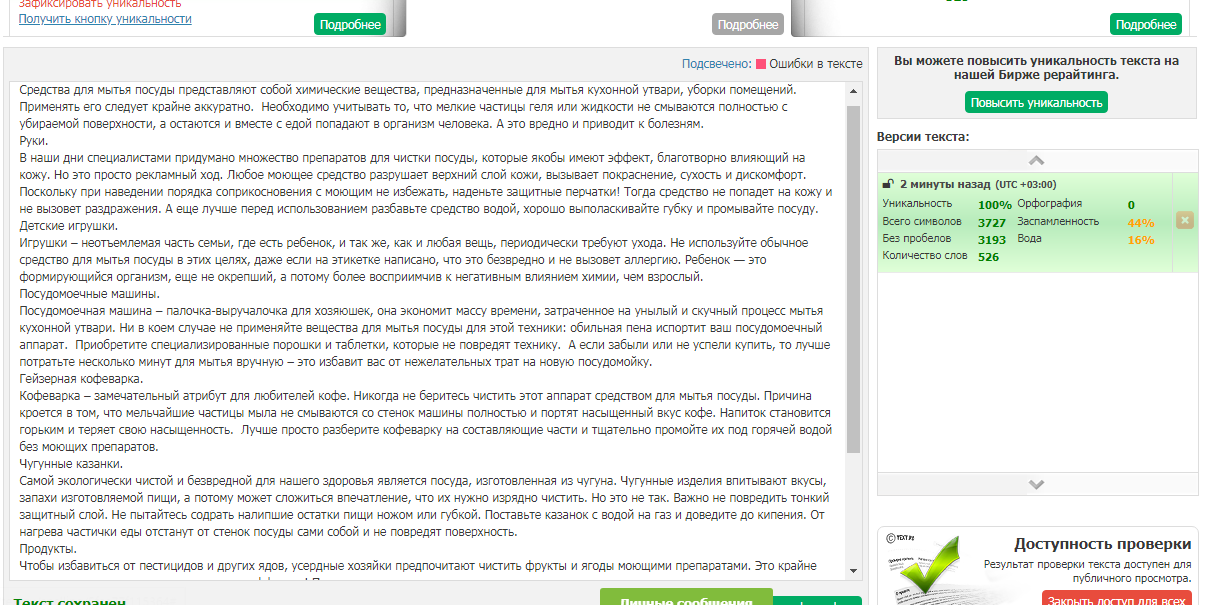 Зафиксировать уникальность
Получить кнопку уникальности
Подробнее
Подробнее
Подробнее
Подсвечено: Ошибки в тексте
Средства для мытья посуды представляют собой химические вещества, предназначенные для мытья кухонной утвари, уборки помещений.
Применять его следует крайне аккуратно. Необходимо учитывать то, что мелкие частицы геля или жидкости не смываются полностью с
убираемой поверхности, а остаются и вместе с едой попадают в организм человека. А это вредно и приводит к болезням.
Руки.
В наши дни специалистами придумано множество препаратов для чистки посуды, которые якобы имеют эффект, благотворно влияющий на
кожу. Но это просто рекламный ход. Любое моющее средство разрушает верхний слой кожи, вызывает покраснение, сухость и дискомфорт.
Поскольку при наведении порядка соприкосновения с моющим не избежать, наденьте защитные перчатки! Тогда средство не попадет на кожу и
не вызовет раздражения. А еще лучше перед использованием разбавьте средство водой, хорошо выполаскивайте губку и промывайте посуду.
Детские игрушки.
Игрушки – неотъемлемая часть семьи, где есть ребенок, и так же, как и любая вещь, периодически требуют ухода. Не используйте обычное
средство для мытья посуды в этих целях, даже если на этикетке написано, что это безвредно и не вызовет аллергию. Ребенок — это
формирующийся организм, еще не окрепший, а потому более восприимчив к негативным влиянием химии, чем взрослый.
Посудомоечные машины.
Посудомоечная машина – палочка-выручалочка для хозяюшек, она экономит массу времени, затраченное на унылый и скучный процесс мытья
кухонной утвари. Ни в коем случае не применяйте вещества для мытья посуды для этой техники: обильная пена испортит ваш посудомоечный
аппарат. Приобретите специализированные порошки и таблетки, которые не повредят технику. А если забыли или не успели купить, то лучше
потратьте несколько минут для мытья вручную – это избавит вас от нежелательных трат на новую посудомойку.
Гейзерная кофеварка.
Кофеварка – замечательный атрибут для любителей кофе. Никогда не беритесь чистить этот аппарат средством для мытья посуды. Причина
кроется в том, что мельчайшие частицы мыла не смываются со стенок машины полностью и портят насыщенный вкус кофе. Напиток становится
горьким и теряет свою насыщенность. Лучше просто разберите кофеварку на составляющие части и тщательно промойте их под горячей водой
без моющих препаратов.
Чугунные казанки.
Самой экологически чистой и безвредной для нашего здоровья является посуда, изготовленная из чугуна. Чугунные изделия впитывают вкусы,
запахи изготовляемой пищи, а потому может сложиться впечатление, что их нужно изрядно чистить. Но это не так. Важно не повредить тонкий
защитный слой. Не пытайтесь содрать налипшие остатки пищи ножом или губкой. Поставьте казанок с водой на газ и доведите до кипения. От
нагрева частички еды отстанут от стенок посуды сами собой и не повредят поверхность.
Продукты.
Чтобы избавиться от пестицидов и других ядов, усердные хозяйки предпочитают чистить фрукты и ягоды моющими препаратами. Это крайне
Текст сохранен
Личные сообщения
Вы можете повысить уникальность текста на
нашей Бирже рерайтинга.
Повысить уникальность
Версии текста:
2 минуты назад (UTC +03:00)
Уникальность 100% Орфография 0
Всего символов 3727 Заспамленность 44%
Без пробелов 3193 Вода 16%
Количество слов 526
TEXT.RU
Доступность проверки
Результат проверки текста доступен для
публичного просмотра.
Закрыть доступ для всех